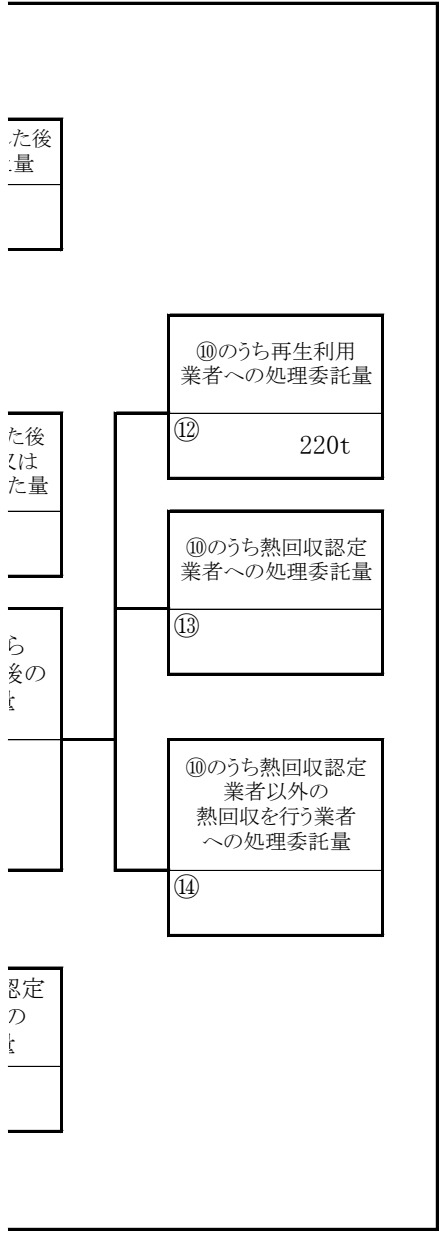 た後
量
⑩のうち再生利用
業者への処理委託量
⑫ 220t
た後
又は
た量
⑩のうち熱回収認定
業者への処理委託量
⑬
ら
後の
⑩のうち熱回収認定
業者以外の
熱回収を行う業者
への処理委託量
⑭
認定
の